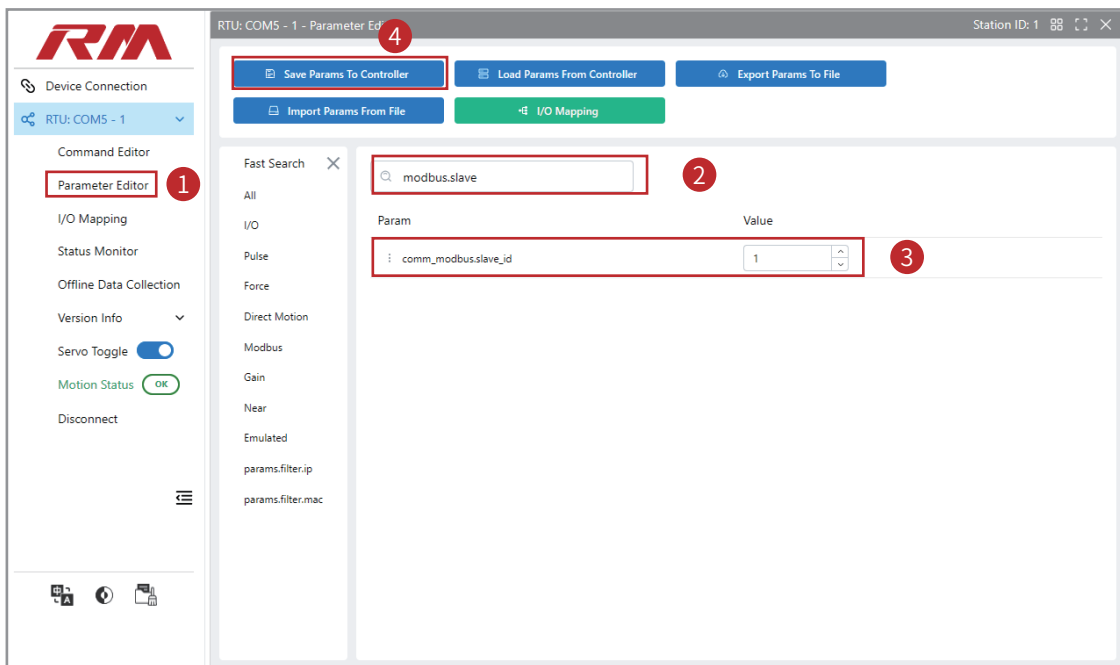 RM
Device Connection
RTU: COM5 - 1
Command Editor
Parameter Editor
1
I/O Mapping
Status Monitor
Offline Data Collection
Version Info
Servo Toggle
Motion Status
OK
Disconnect
RTU: COM5 - 1 - Parameter Ed
Station ID: 1
4
Save Params To Controller
Load Params From Controller
Export Params To File
Import Params From File
I/O Mapping
Fast Search
All
I/O
Pulse
Force
Direct Motion
Modbus
Gain
Near
Emulated
params.filter.ip
params.filter.mac
modbus.slave
2
Param
Value
comm_modbus.slave_id
1
3